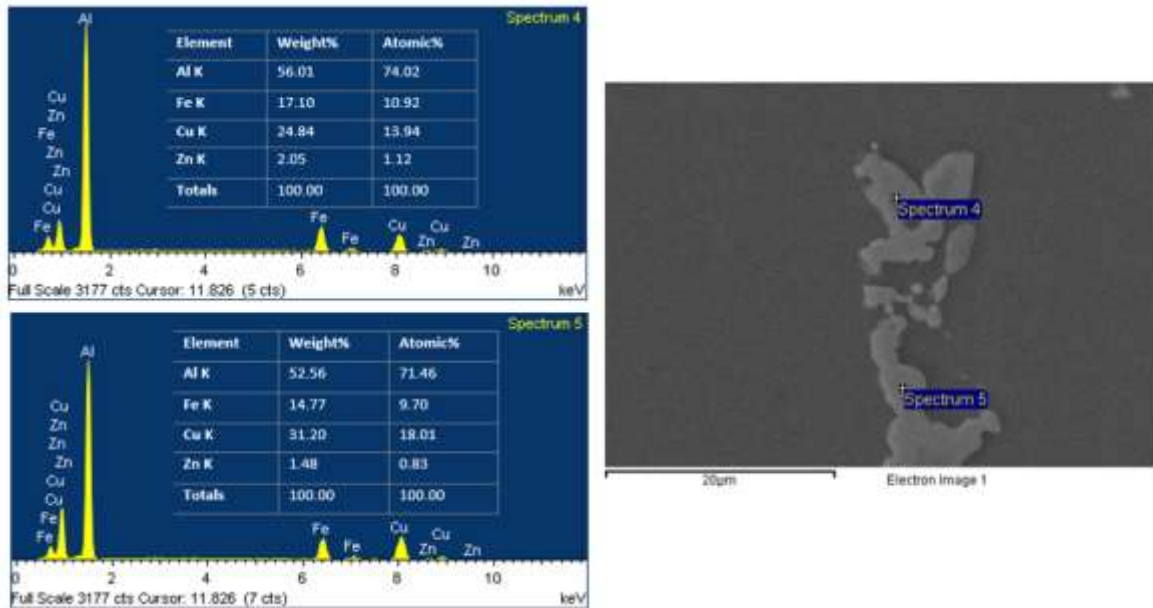 Spectrum 4
Al
Element Weight% Atomic%
Al K 56.01 74.02
Fe K 17.10 10.92
Cu K 24.84 13.94
Zn K 2.05 1.12
Totals 100.00 100.00
Cu
Zn
Fe
Zn
Zn
Cu
Cu
Fe
Fe
Fe
Cu
Cu
Zn
Zn
0 2 4 6 8 10
Full Scale 3177 cts Cursor: 11.826 (5 cts) keV
Spectrum 5
Al
Element Weight% Atomic%
Al K 52.56 71.46
Fe K 14.77 9.70
Cu K 31.20 18.01
Zn K 1.48 0.83
Totals 100.00 100.00
Cu
Zn
Zn
Zn
Cu
Cu
Fe
Fe
Fe
Fe
Cu
Cu
Zn
Zn
0 2 4 6 8 10
Full Scale 3177 cts Cursor: 11.826 (7 cts) keV
Spectrum 4
Spectrum 5
20µm Electron Image 1